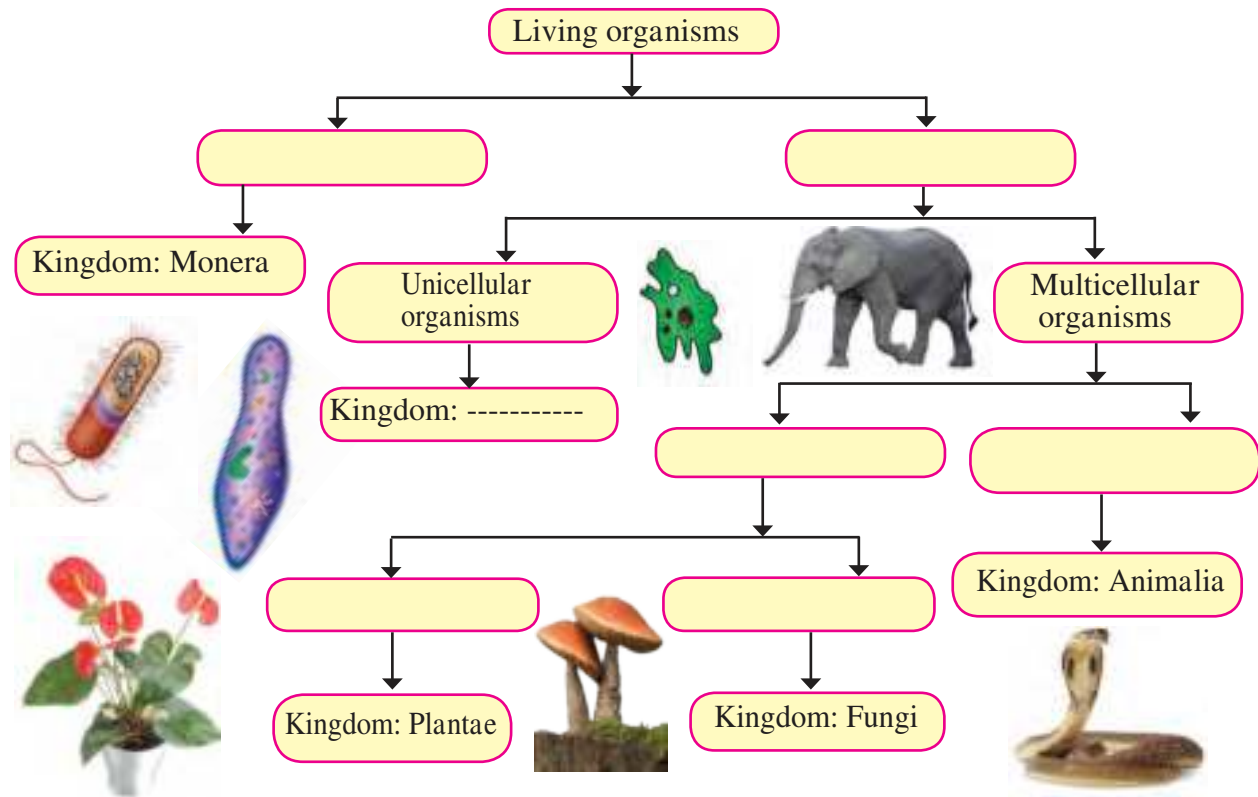 Living organisms
Kingdom: Monera
Unicellular
organisms
Multicellular
organisms
Kingdom: -----------
Kingdom: Animalia
Kingdom: Plantae
Kingdom: Fungi